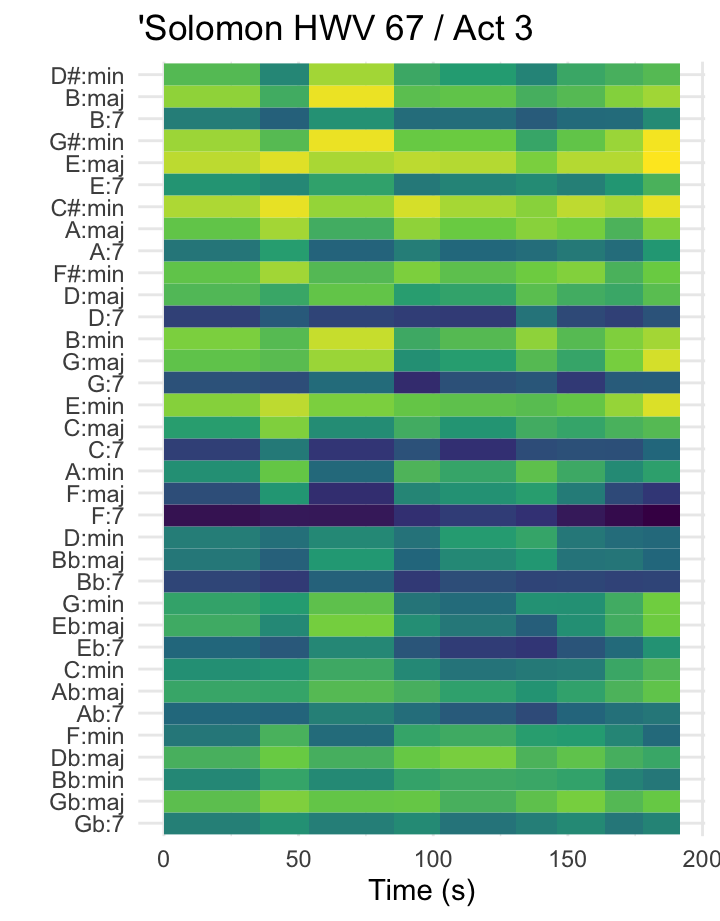 'Solomon HWV 67 / Act 3
D#:min
B:maj
B:7
G#:min
E:maj
E:7
C#:min
A:maj
A:7
F#:min
D:maj
D:7
B:min
G:maj
G:7
E:min
C:maj
C:7
A:min
F:maj
F:7
D:min
Bb:maj
Bb:7
G:min
Eb:maj
Eb:7
C:min
Ab:maj
Ab:7
F:min
Db:maj
Bb:min
Gb:maj
Gb:7
0 50 100 150 200
Time (s)